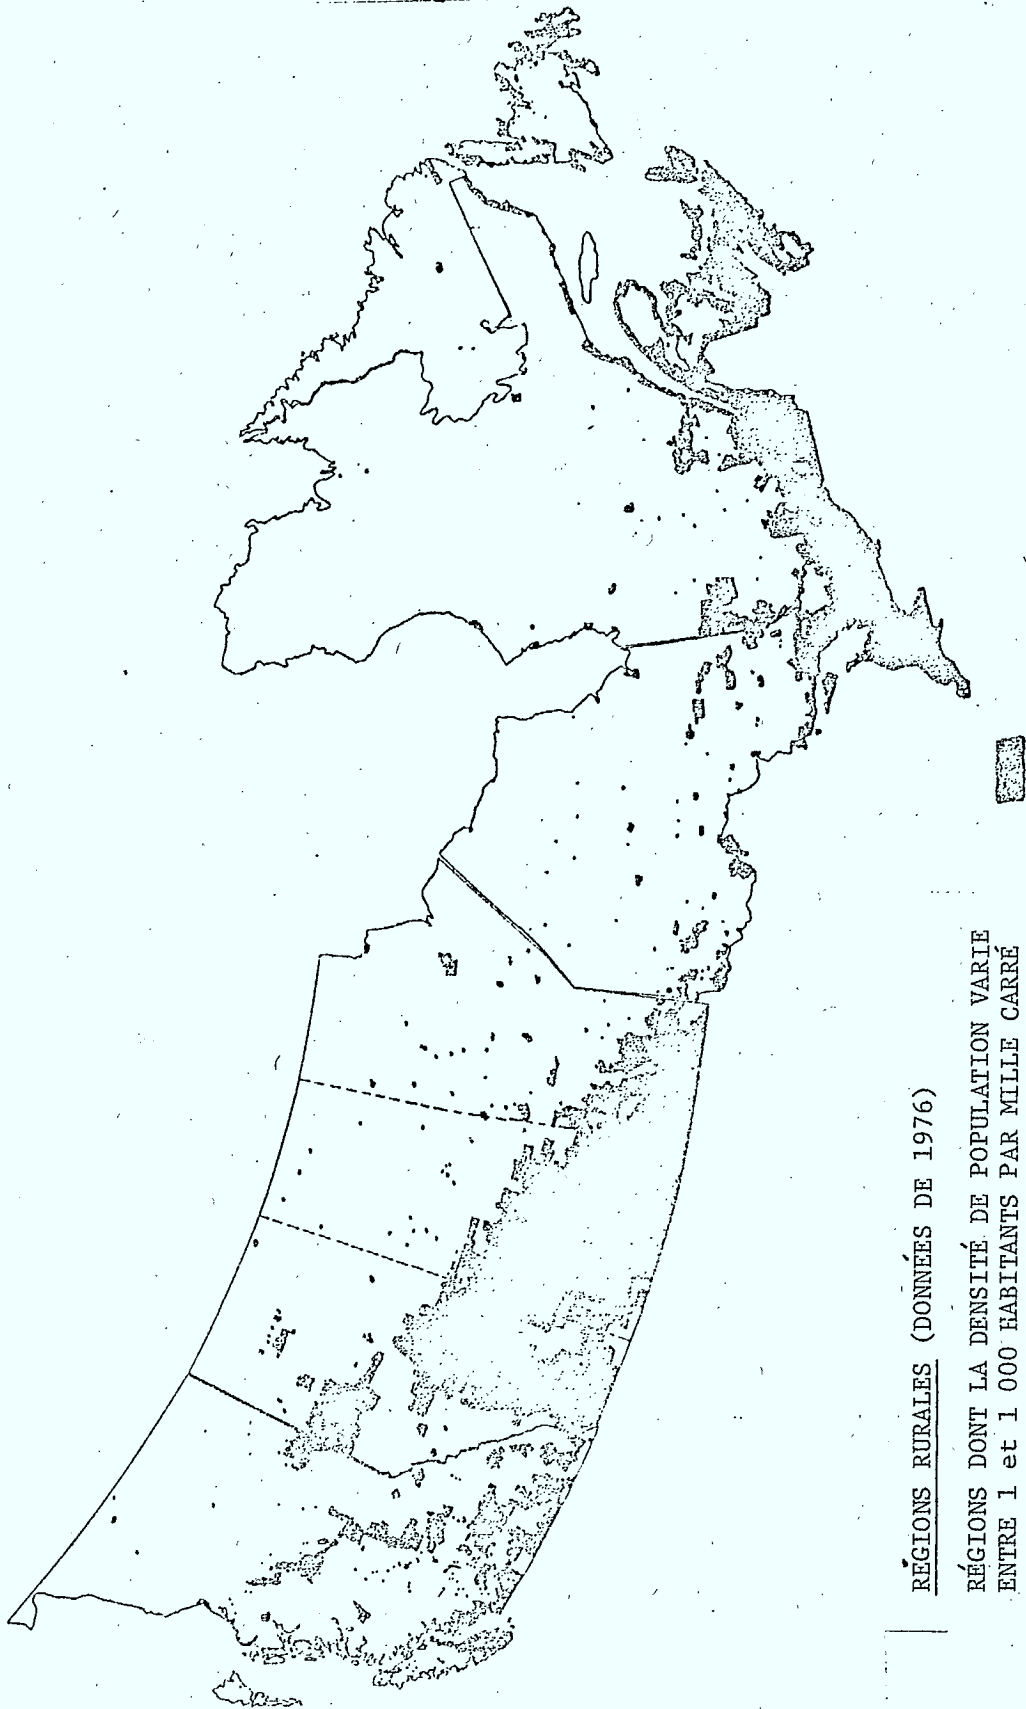 RÉGIONS RURALES (DONNÉES DE 1976)
RÉGIONS DONT LA DENSITÉ DE POPULATION VARIE
ENTRE 1 et 1 000 HABITANTS PAR MILLE CARRÉ